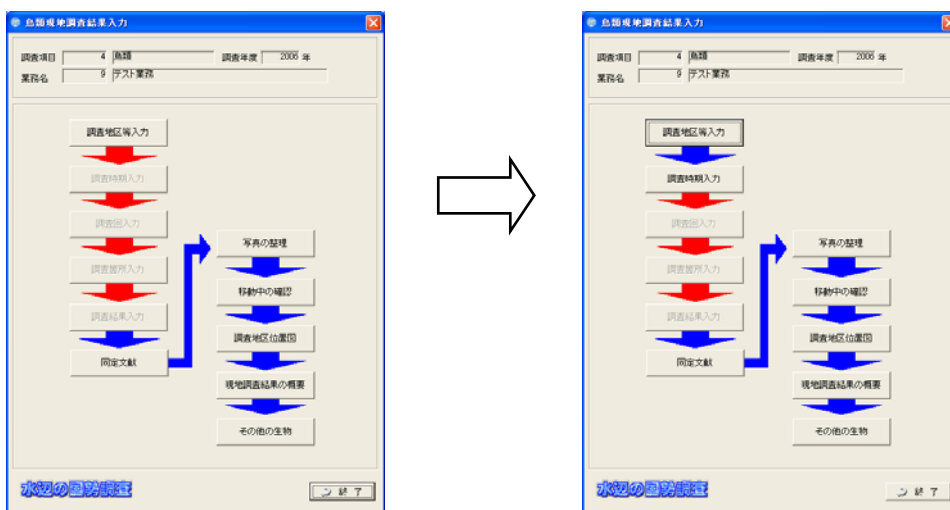 鳥類現地調査結果入力
調査項目 4 鳥類 調査年度 2006 年
業務名 9 テスト業務
調査地区等入力
調査時期入力
調査回入力
調査箇所入力
調査結果入力
同定文献
写真の整理
移動中の確認
調査地区位置図
現地調査結果の概要
その他の生物
水辺の国勢調査
終 了
鳥類現地調査結果入力
調査項目 4 鳥類 調査年度 2006 年
業務名 9 テスト業務
調査地区等入力
調査時期入力
調査回入力
調査箇所入力
調査結果入力
同定文献
写真の整理
移動中の確認
調査地区位置図
現地調査結果の概要
その他の生物
水辺の国勢調査
終 了